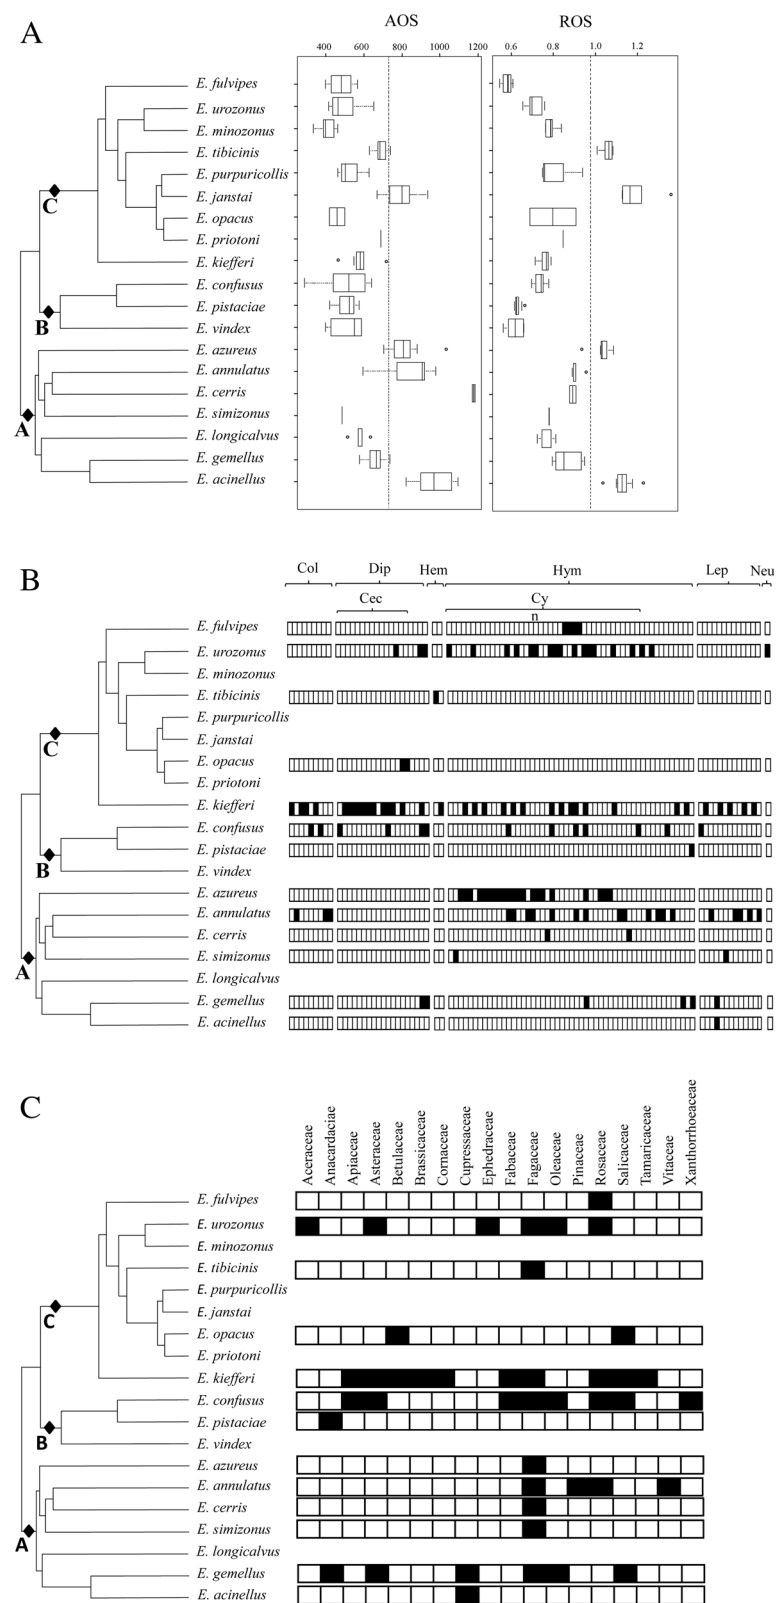 A
AOS ROS
400 600 800 1000 1200 0.6 0.8 1.0 1.2
E. fulvipes
E. urozonus
E. minozonus
E. tibicinis
E. purpuricollis
E. janstai
C
E. opacus
E. priotoni
E. kiefferi
E. confusus
E. pistaciae
B
E. vindex
E. azureus
E. annulatus
E. cerris
E. simizonus
A
E. longicalvus
E. gemellus
E. acinellus
B
Col Dip Hem Hym Lep Neu
Cec Cy
n
E. fulvipes
E. urozonus
E. minozonus
E. tibicinis
E. purpuricollis
E. janstai
C
E. opacus
E. priotoni
E. kiefferi
E. confusus
E. pistaciae
B
E. vindex
E. azureus
E. annulatus
E. cerris
E. simizonus
A
E. longicalvus
E. gemellus
E. acinellus
C
Aceraceae
Anacardaciae
Apiaceae
Asteraceae
Betulaceae
Brassicaceae
Cornaceae
Cupressaceae
Ephedraceae
Fabaceae
Fagaceae
Oleaceae
Pinaceae
Rosaceae
Salicaceae
Tamaricaceae
Vitaceae
Xanthorrhoeaceae
E. fulvipes
E. urozonus
E. minozonus
E. tibicinis
E. purpuricollis
E. janstai
C
E. opacus
E. priotoni
E. kiefferi
E. confusus
E. pistaciae
B
E. vindex
E. azureus
E. annulatus
E. cerris
E. simizonus
A
E. longicalvus
E. gemellus
E. acinellus